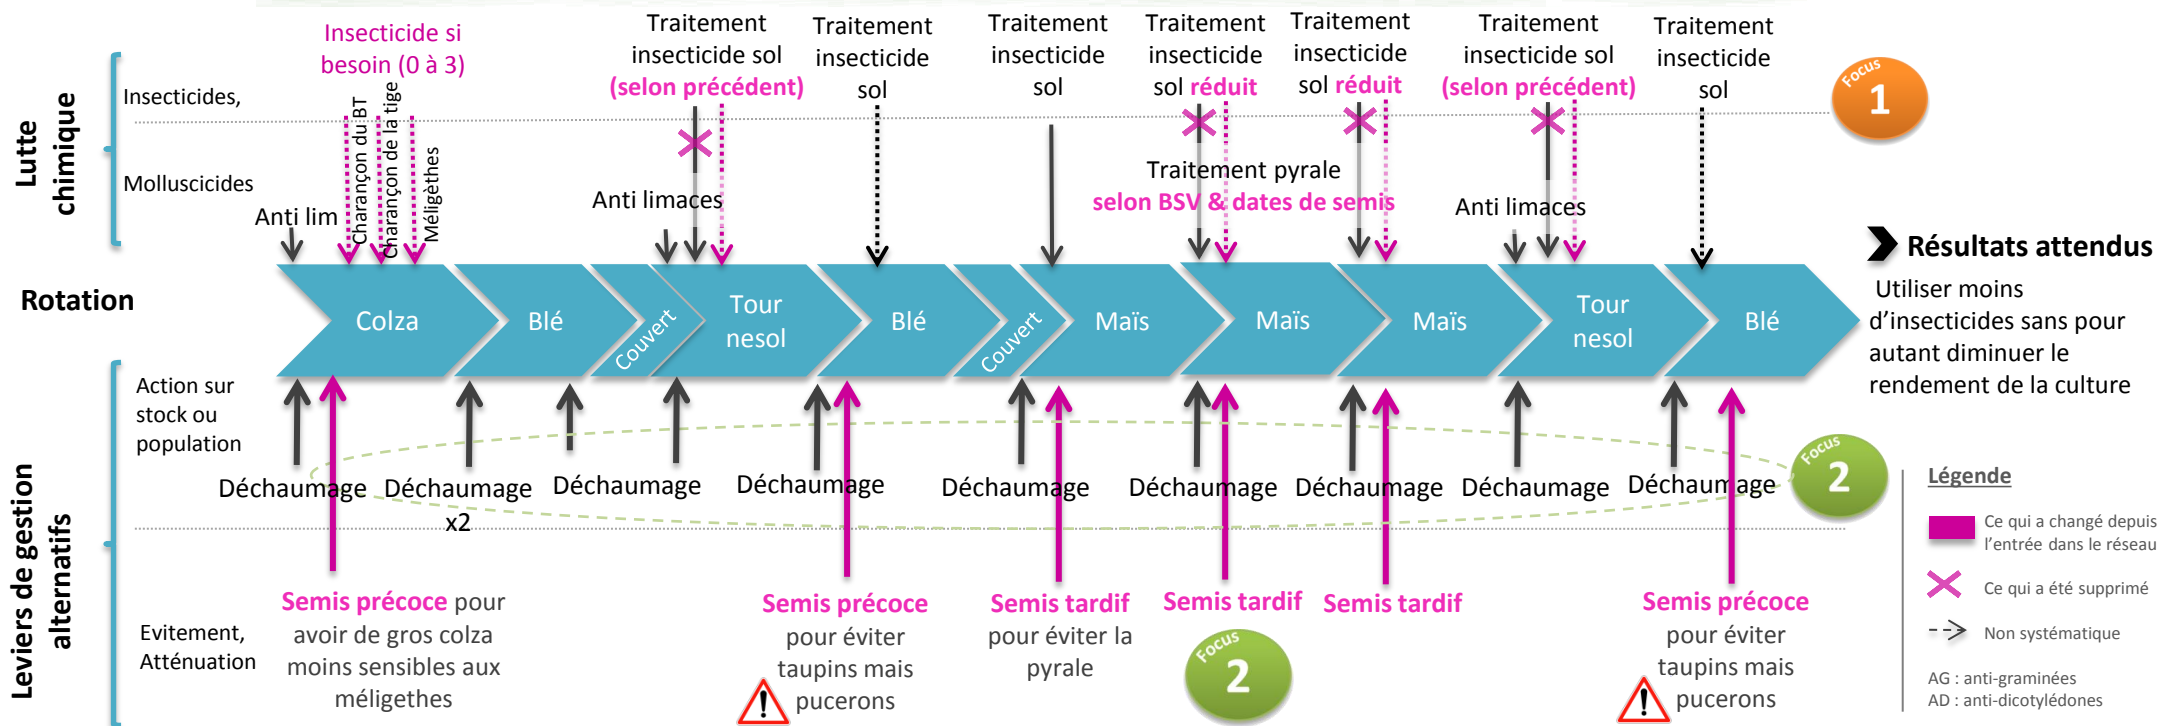 Insecticide si
besoin (0 à 3)
Traitement
insecticide sol
(selon précédent)
Traitement
insecticide
sol
Traitement
insecticide
sol
Traitement
insecticide
sol réduit
Traitement
insecticide
sol réduit
Traitement
insecticide sol
(selon précédent)
Traitement
insecticide
sol
Focus
1
Lutte
chimique
Insecticides,
Molluscicides
Anti lim
Charançon du BT
Charançon de la tige
Méligèthes
Anti limaces
Traitement pyrale
selon BSV & dates de semis
Anti limaces
Rotation
Colza
Blé
Couvert
Tour
nesol
Blé
Couvert
Maïs
Maïs
Maïs
Tour
nesol
Blé
Résultats attendus
Utiliser moins
d'insecticides sans pour
autant diminuer le
rendement de la culture
Leviers de gestion
alternatifs
Action sur
stock ou
population
Déchaumage
Déchaumage
x2
Déchaumage
Déchaumage
Déchaumage
Déchaumage
Déchaumage
Déchaumage
Déchaumage
Focus
2
Evitement,
Atténuation
Semis précoce pour
avoir de gros colza
moins sensibles aux
méligethes
Semis précoce
pour éviter
taupins mais
pucerons
Semis tardif
pour éviter la
pyrale
Semis tardif
Focus
2
Semis tardif
Semis précoce
pour éviter
taupins mais
pucerons
Légende
Ce qui a changé depuis
l'entrée dans le réseau
Ce qui a été supprimé
Non systématique
AG : anti-graminées
AD : anti-dicotylédones